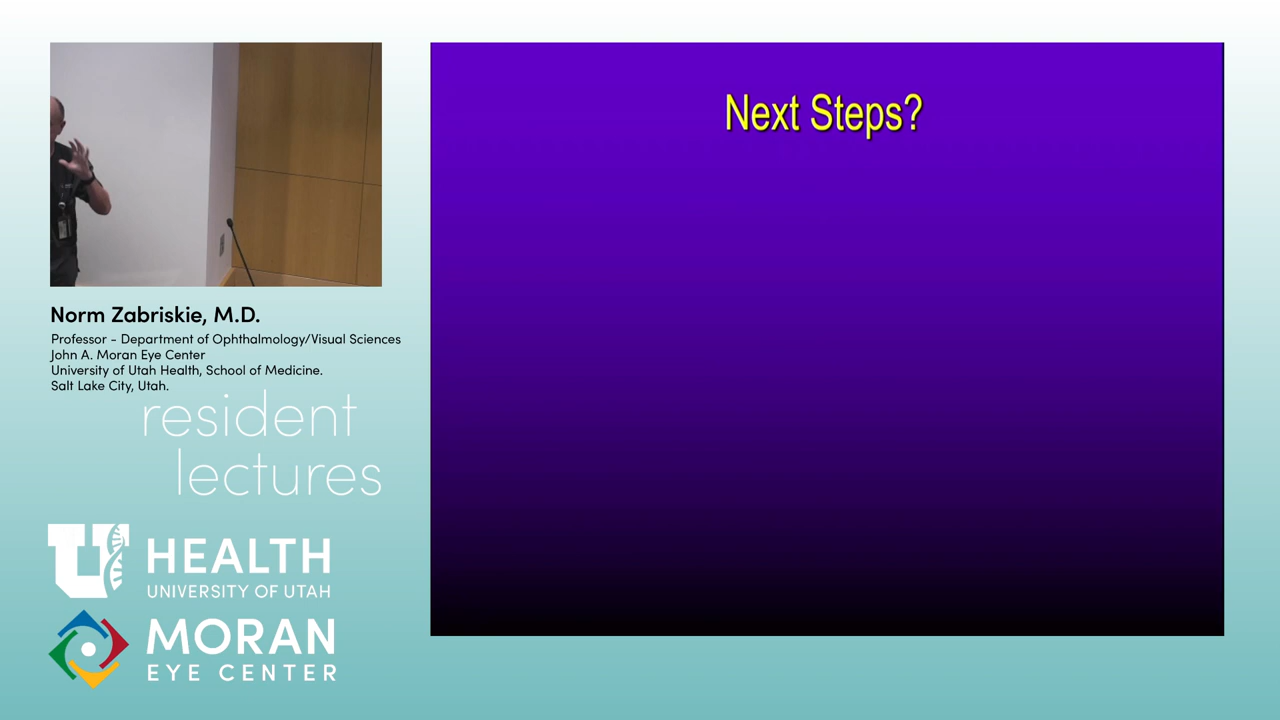 Next Steps?
Norm Zabriskie, M.D.
Professor - Department of Ophthalmology/Visual Sciences
John A. Moran Eye Center
University of Utah Health, School of Medicine.
Salt Lake City, Utah.
resident
lectures
U HEALTH
UNIVERSITY OF UTAH
MORAN
EYE CENTER